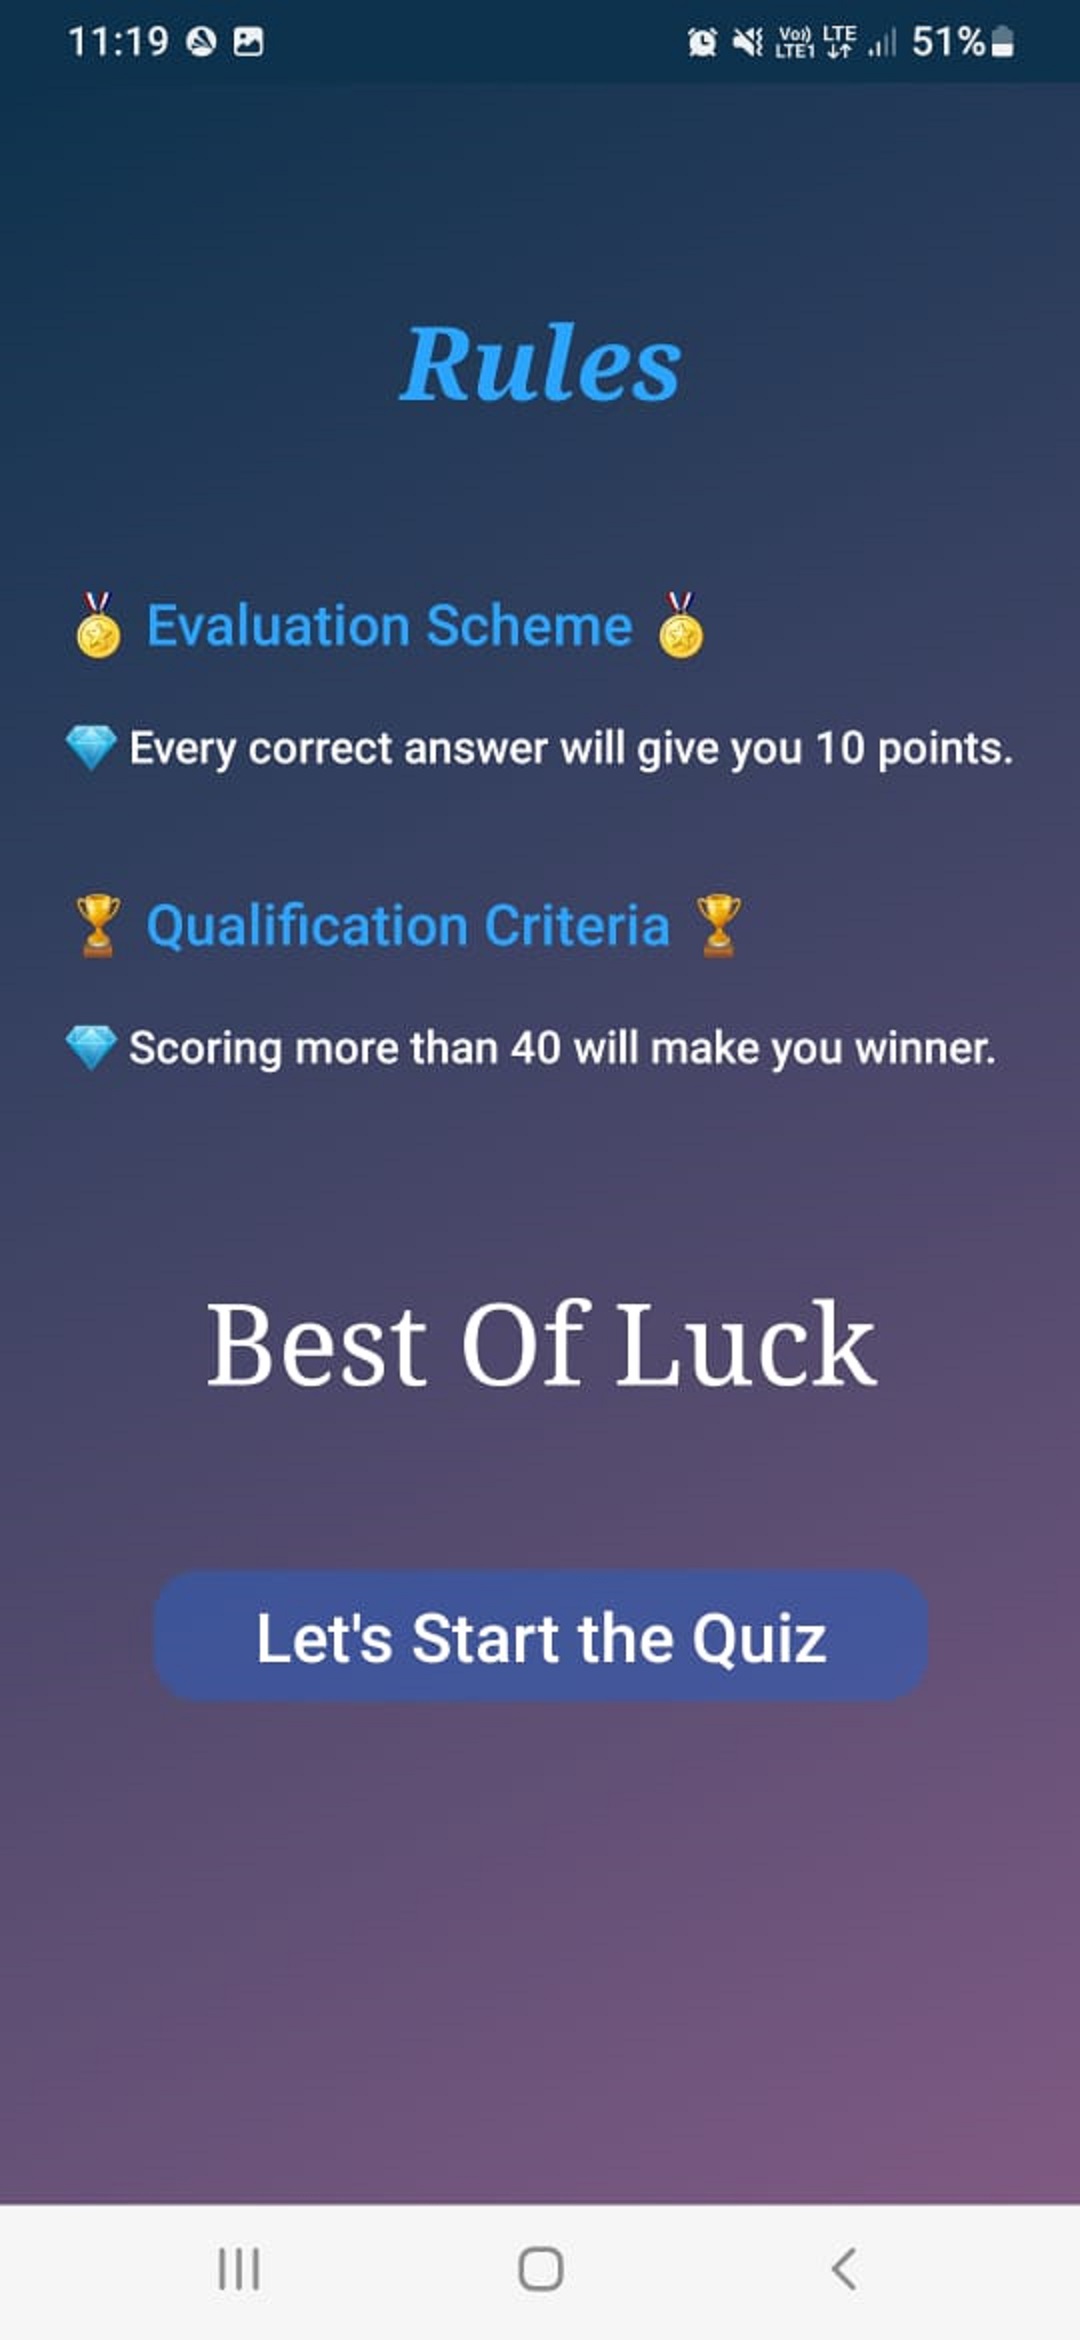 11:19 Vo)) LTE1 LTE 51%
Rules
🏅 Evaluation Scheme 🏅
💎 Every correct answer will give you 10 points.
🏆 Qualification Criteria 🏆
💎 Scoring more than 40 will make you winner.
Best Of Luck
Let's Start the Quiz